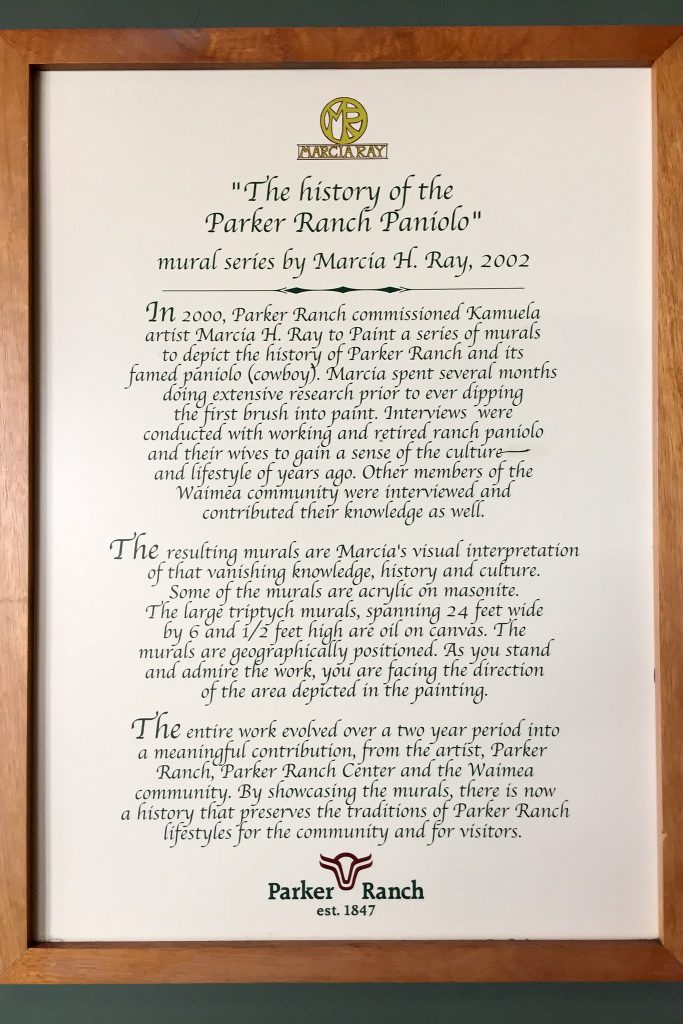 MR
MARCIA RAY
"The history of the
Parker Ranch Paniolo"
mural series by Marcia H. Ray, 2002
In 2000, Parker Ranch commissioned Kamuela
artist Marcia H. Ray to Paint a series of murals
to depict the history of Parker Ranch and its
famed paniolo (cowboy). Marcia spent several months
doing extensive research prior to ever dipping
the first brush into paint. Interviews were
conducted with working and retired ranch paniolo
and their wives to gain a sense of the culture—
and lifestyle of years ago. Other members of the
Waimea community were interviewed and
contributed their knowledge as well.
The resulting murals are Marcia's visual interpretation
of that vanishing knowledge, history and culture.
Some of the murals are acrylic on masonite.
The large triptych murals, spanning 24 feet wide
by 6 and 1/2 feet high are oil on canvas. The
murals are geographically positioned. As you stand
and admire the work, you are facing the direction
of the area depicted in the painting.
The entire work evolved over a two year period into
a meaningful contribution, from the artist, Parker
Ranch, Parker Ranch Center and the Waimea
community. By showcasing the murals, there is now
a history that preserves the traditions of Parker Ranch
lifestyles for the community and for visitors.
Parker Ranch
est. 1847